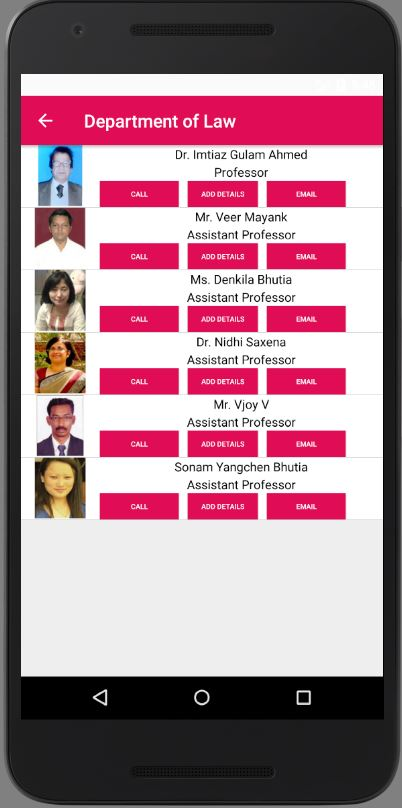 Department of Law
Dr. Imtiaz Gulam Ahmed
Professor
CALL ADD DETAILS EMAIL
Mr. Veer Mayank
Assistant Professor
CALL ADD DETAILS EMAIL
Ms. Denkila Bhutia
Assistant Professor
CALL ADD DETAILS EMAIL
Dr. Nidhi Saxena
Assistant Professor
CALL ADD DETAILS EMAIL
Mr. Vjoy V
Assistant Professor
CALL ADD DETAILS EMAIL
Sonam Yangchen Bhutia
Assistant Professor
CALL ADD DETAILS EMAIL